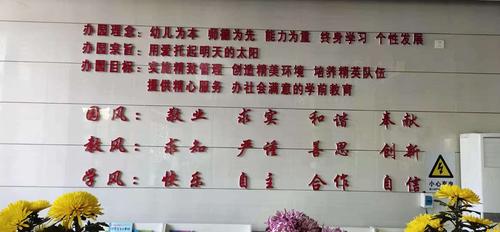 办园理念：幼儿为本 师德为先 能力为重 终身学习 个性发展
办园宗旨：用爱托起明天的太阳
办园目标：实施精致管理 创造精美环境 培养精英队伍
提供精心服务 办社会满意的学前教育
园风：敬业 求实 和谐 奉献
教风：求知 严谨 善思 创新
学风：快乐 自主 合作 自信